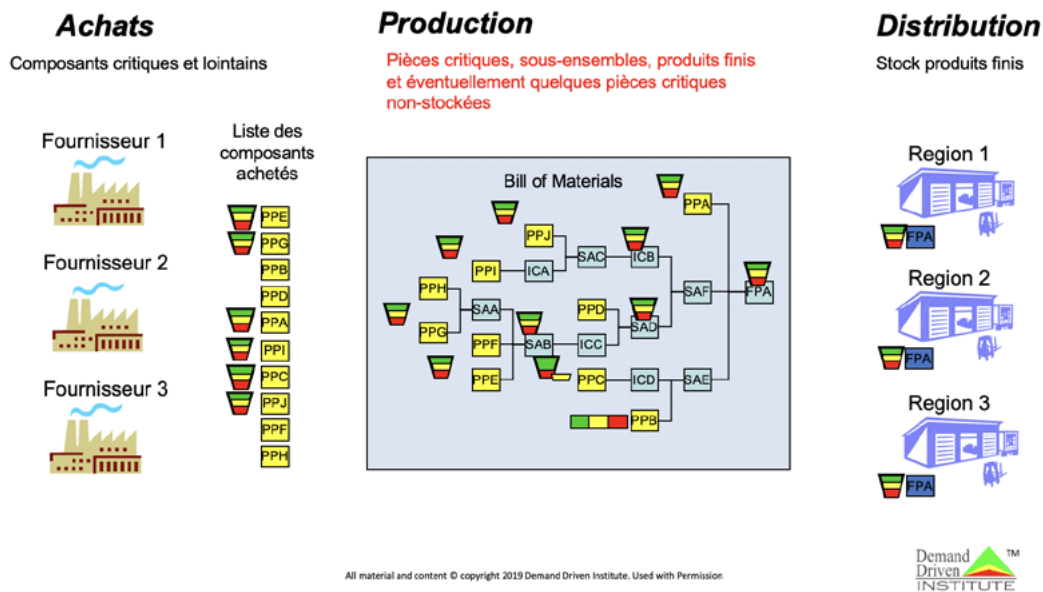 Achats
Composants critiques et lointains
Fournisseur 1
Fournisseur 2
Fournisseur 3
Liste des
composants
achetés
PPE
PPG
PPB
PPD
PPA
PPI
PPC
PPJ
PPF
PPH
Production
Pièces critiques, sous-ensembles, produits finis
et éventuellement quelques pièces critiques
non-stockées
Bill of Materials
PPA
PPJ
SAC
ICB
PPI
ICA
PPH
SAF
FPA
SAA
PPD
PPG
SAD
PPF
SAB
ICC
PPE
PPC
ICD
SAE
PPB
Distribution
Stock produits finis
Region 1
FPA
Region 2
FPA
Region 3
FPA
All material and content © copyright 2019 Demand Driven Institute. Used with Permission
Demand
Driven
INSTITUTE
TM